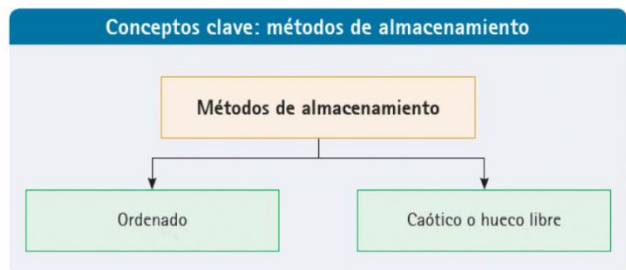 Conceptos clave: métodos de almacenamiento
Métodos de almacenamiento
Ordenado
Caótico o hueco libre